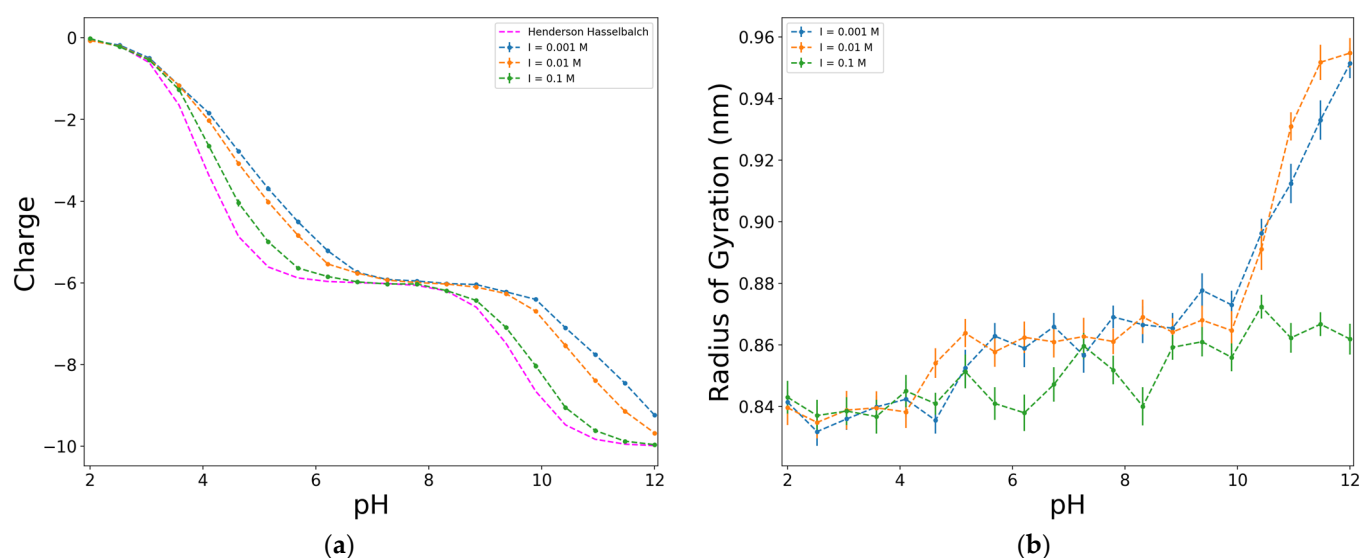 Henderson Hasselbalch
I = 0.001 M
I = 0.01 M
I = 0.1 M
Charge
0
−2
−4
−6
−8
−10
2 4 6 8 10 12
pH
(a)
I = 0.001 M
I = 0.01 M
I = 0.1 M
Radius of Gyration (nm)
0.96
0.94
0.92
0.90
0.88
0.86
0.84
2 4 6 8 10 12
pH
(b)